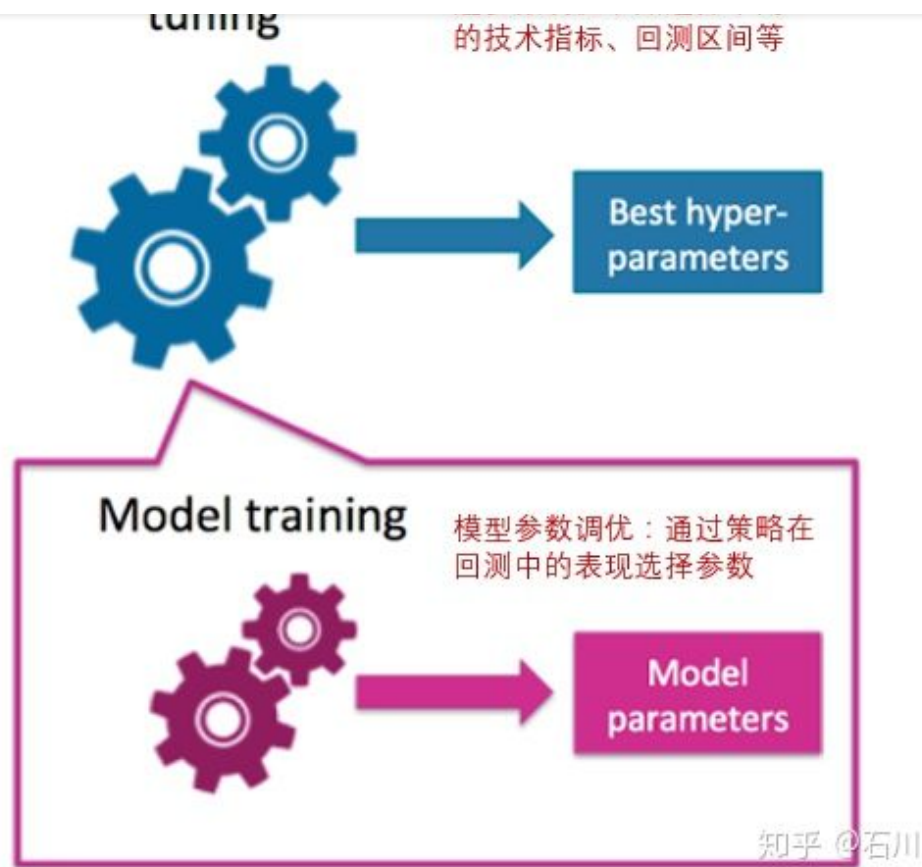 tuning
的技术指标、回测区间等
Best hyper-
parameters
Model training
模型参数调优：通过策略在
回测中的表现选择参数
Model
parameters
知乎 @石川